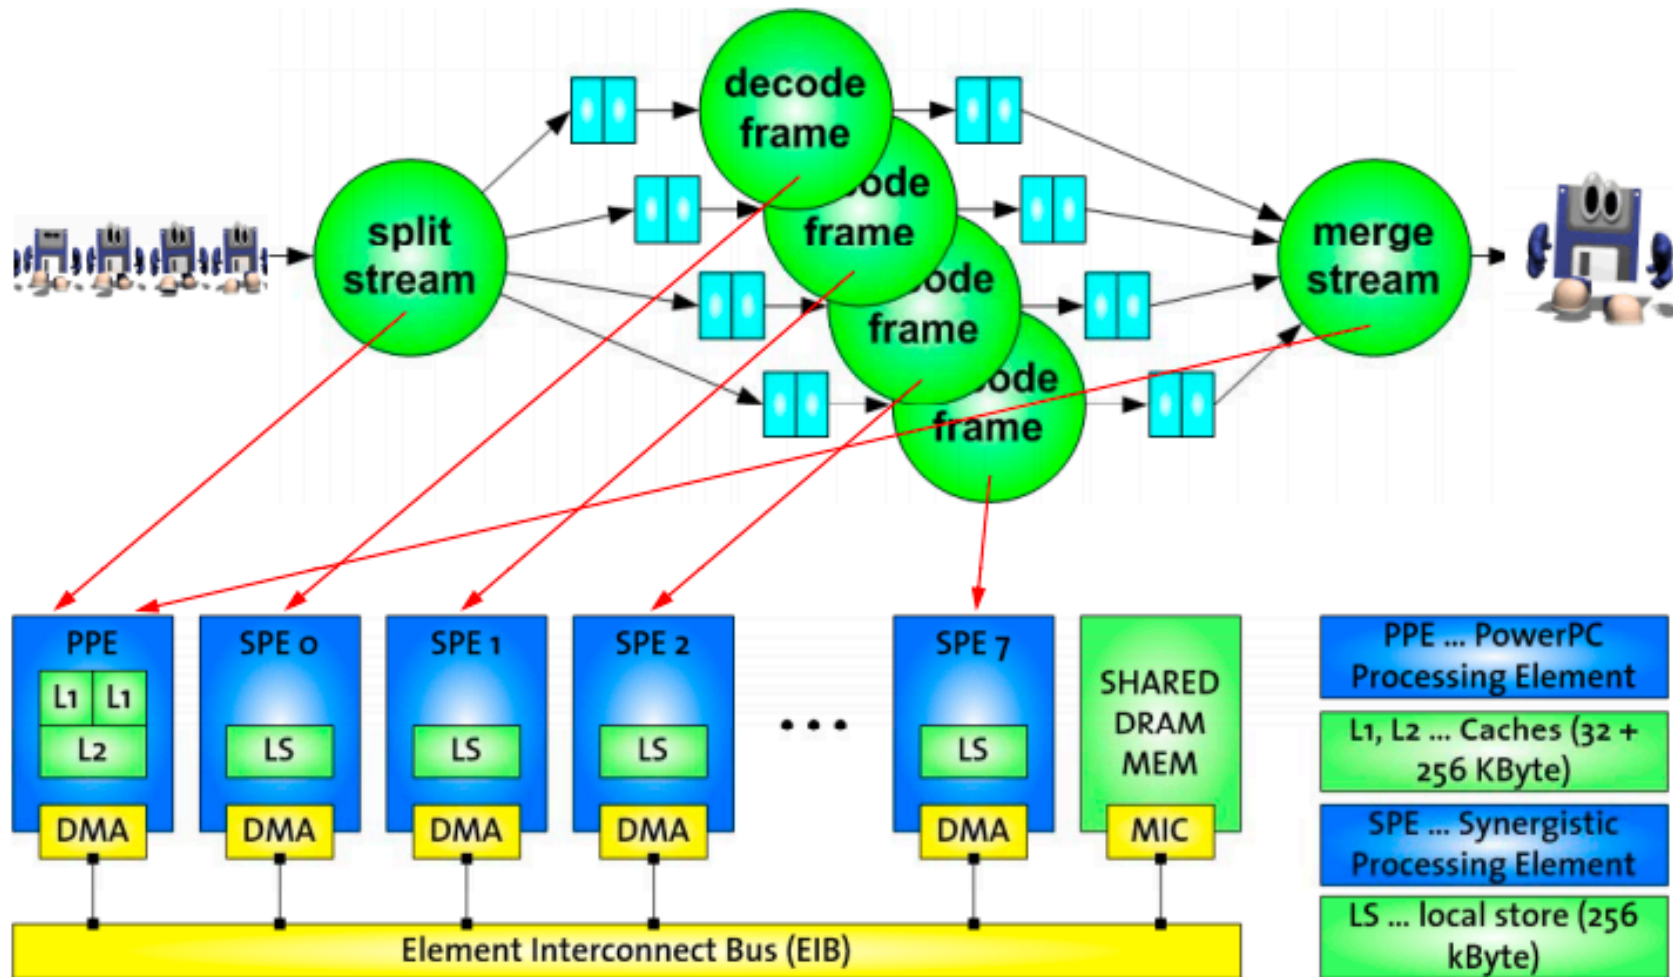 decode
frame
code
frame
code
frame
code
frame
split
stream
merge
stream
PPE
L1 L1
L2
DMA
SPE 0
LS
DMA
SPE 1
LS
DMA
SPE 2
LS
DMA
SPE 7
LS
DMA
SHARED
DRAM
MEM
MIC
Element Interconnect Bus (EIB)
PPE ... PowerPC
Processing Element
L1, L2 ... Caches (32 +
256 KByte)
SPE ... Synergistic
Processing Element
LS ... local store (256
kByte)